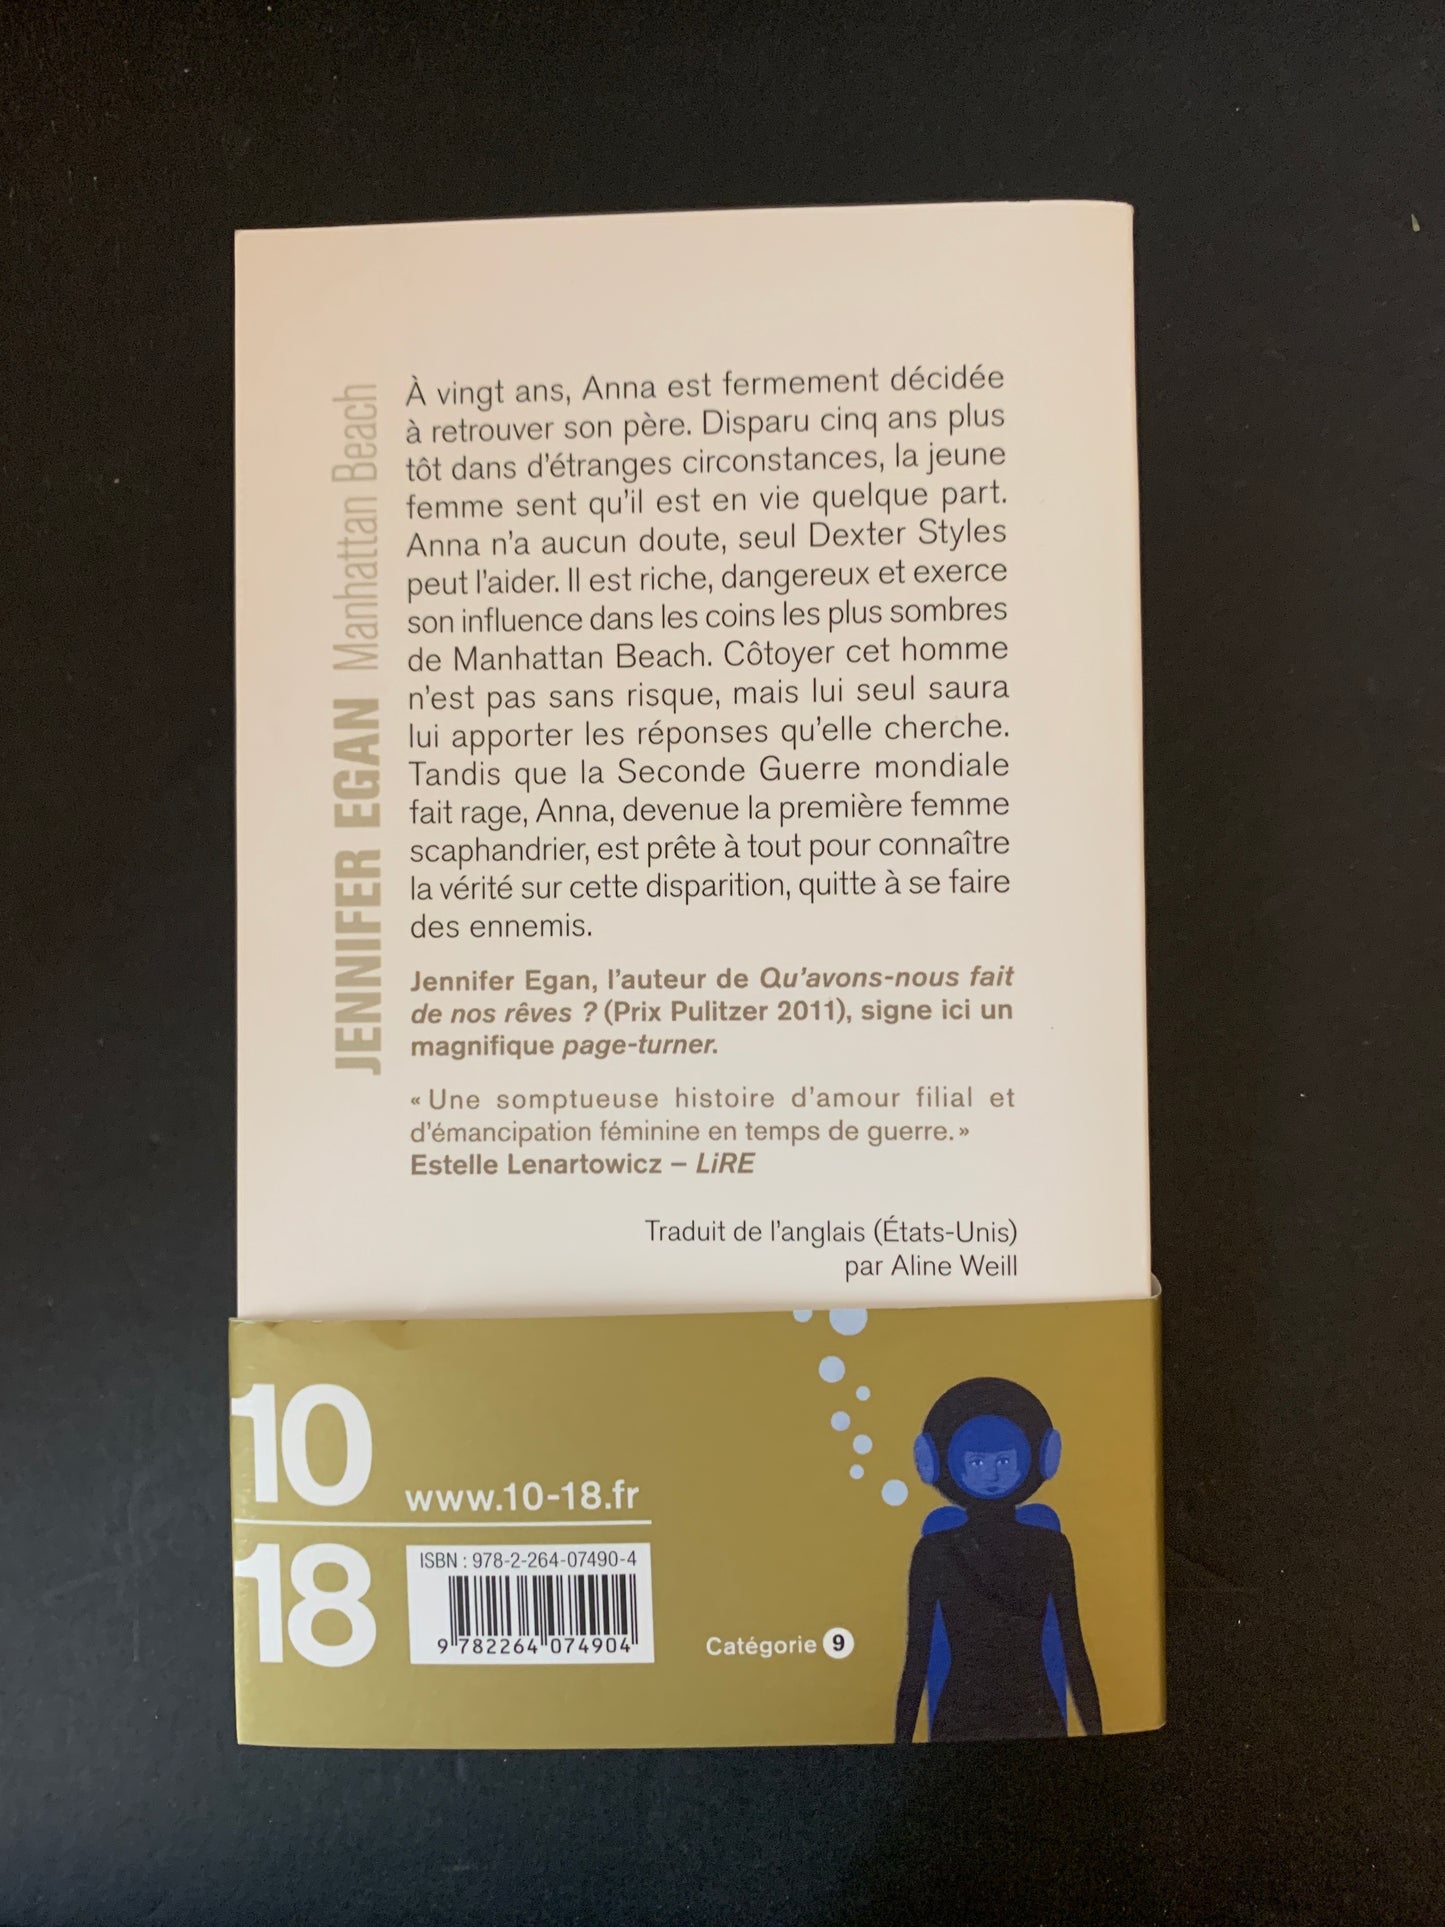 JENNIFER EGAN Manhattan Beach
À vingt ans, Anna est fermement décidée
à retrouver son père. Disparu cinq ans plus
tôt dans d'étranges circonstances, la jeune
femme sent qu'il est en vie quelque part.
Anna n'a aucun doute, seul Dexter Styles
peut l'aider. Il est riche, dangereux et exerce
son influence dans les coins les plus sombres
de Manhattan Beach. Côtoyer cet homme
n'est pas sans risque, mais lui seul saura
lui apporter les réponses qu'elle cherche.
Tandis que la Seconde Guerre mondiale
fait rage, Anna, devenue la première femme
scaphandrier, est prête à tout pour connaître
la vérité sur cette disparition, quitte à se faire
des ennemis.
Jennifer Egan, l'auteur de Qu'avons-nous fait
de nos rêves ? (Prix Pulitzer 2011), signe ici un
magnifique page-turner.
« Une somptueuse histoire d'amour filial et
d'émancipation féminine en temps de guerre. »
Estelle Lenartowicz – LiRE
Traduit de l'anglais (États-Unis)
par Aline Weill
10
18
www.10-18.fr
ISBN : 978-2-264-07490-4
9 782264 074904
Catégorie 9